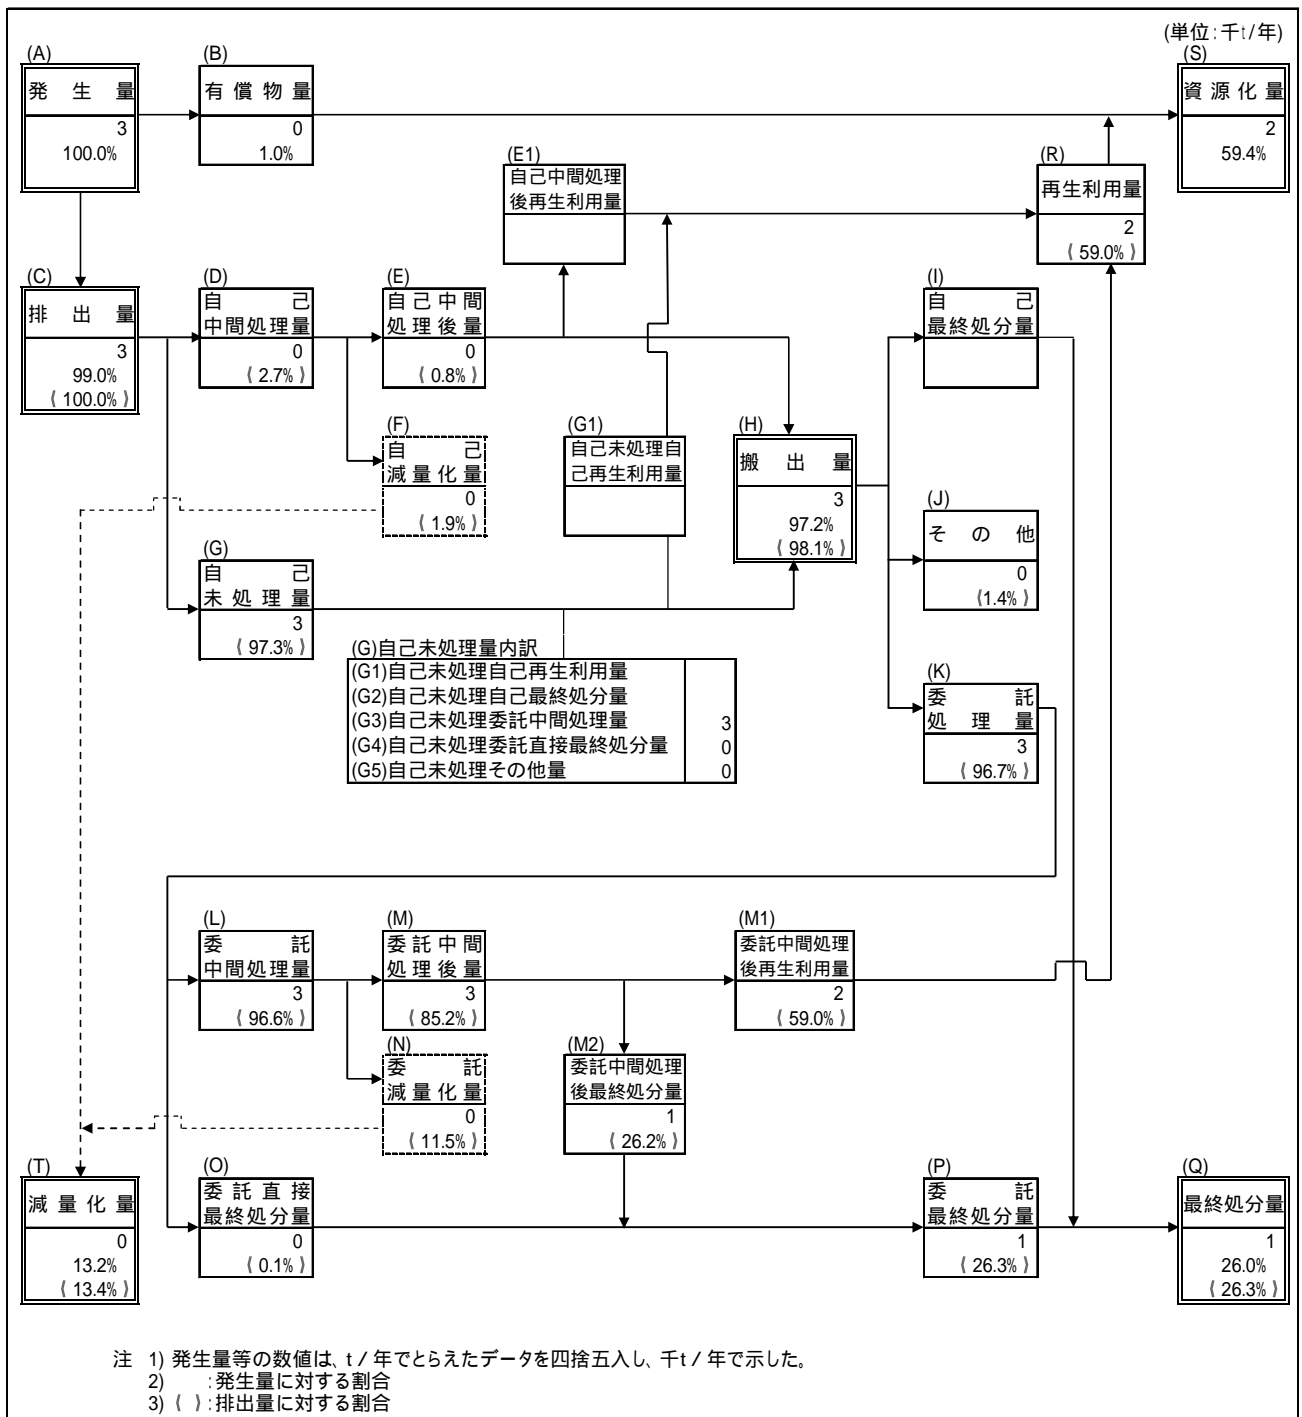 (単位:千t/年)
(A)
発生量
3
100.0%
(B)
有償物量
0
1.0%
(S)
資源化量
2
59.4%
(E1)
自己中間処理
後再生利用量
(R)
再生利用量
2
(59.0%)
(C)
排出量
3
99.0%
(100.0%)
(D)
自己
中間処理量
0
(2.7%)
(E)
自己中間
処理後量
0
(0.8%)
(I)
自己
最終処分量
(F)
自己
減量化量
0
(1.9%)
(G1)
自己未処理自
己再生利用量
(H)
搬出量
3
97.2%
(98.1%)
(J)
その他
0
(1.4%)
(G)
自己
未処理量
3
(97.3%)
(G)自己未処理量内訳
(G1)自己未処理自己再生利用量
(G2)自己未処理自己最終処分量
(G3)自己未処理委託中間処理量 3
(G4)自己未処理委託直接最終処分量 0
(G5)自己未処理その他量 0
(K)
委託
処理量
3
(96.7%)
(L)
委託
中間処理量
3
(96.6%)
(M)
委託中間
処理後量
3
(85.2%)
(M1)
委託中間処理
後再生利用量
2
(59.0%)
(N)
委託
減量化量
0
(11.5%)
(M2)
委託中間処理
後最終処分量
1
(26.2%)
(T)
減量化量
0
13.2%
(13.4%)
(O)
委託直接
最終処分量
0
(0.1%)
(P)
委託
最終処分量
1
(26.3%)
(Q)
最終処分量
1
26.0%
(26.3%)
注 1) 発生量等の数値は、t/年でとらえたデータを四捨五入し、千t/年で示した。
2) :発生量に対する割合
3) ( ):排出量に対する割合